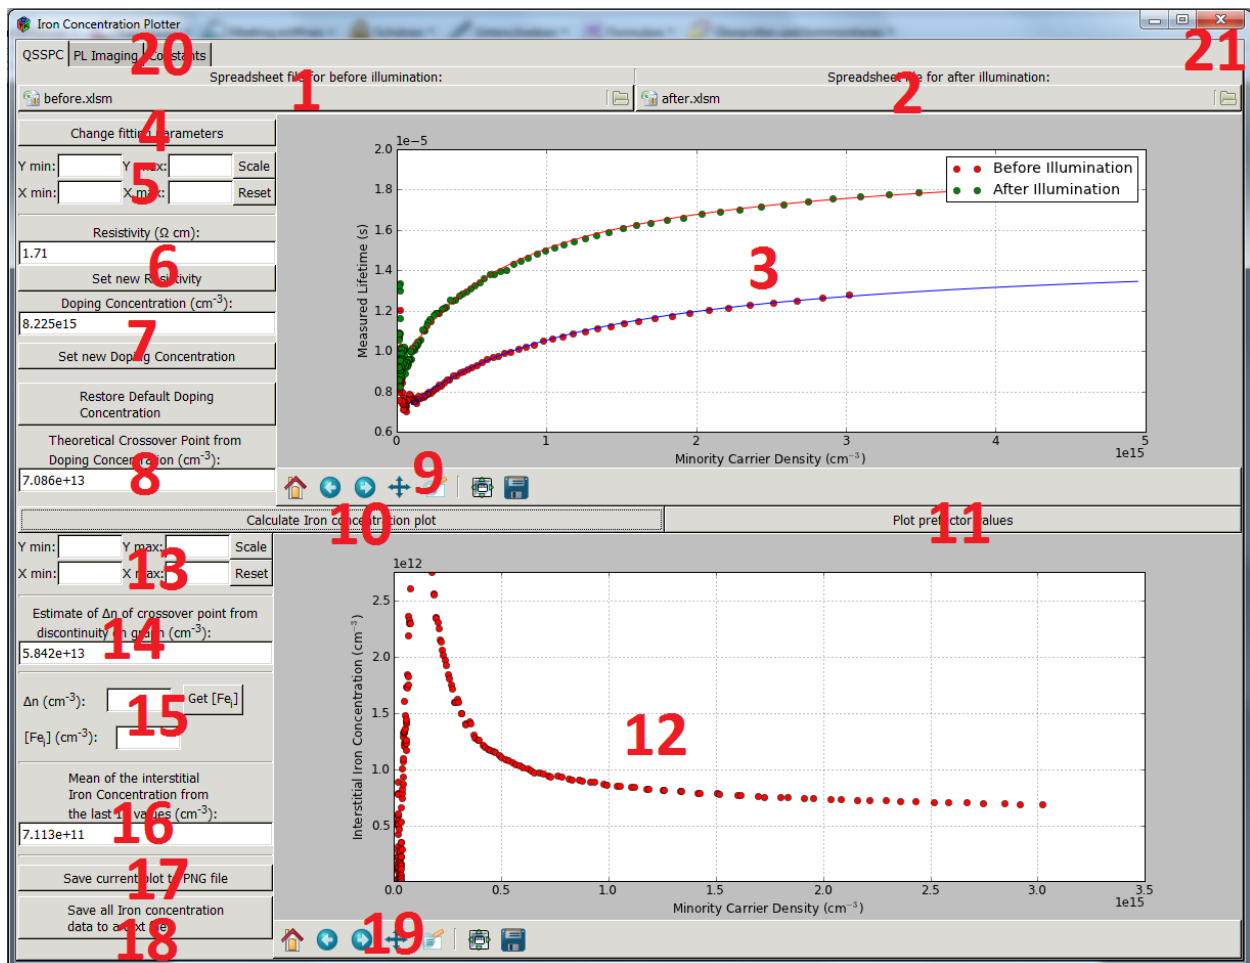 Iron Concentration Plotter
21
QSSPC PL Imaging Constants
20
Spreadsheet file for before illumination: Spreadsheet file for after illumination:
before.xlsm 1 after.xlsm 2
Change fitting parameters
4
Y min: Y max: Scale
5
X min: X max: Reset
Resistivity (Ω cm):
1.71
6
Set new Resistivity
Doping Concentration (cm⁻³):
8.225e15
7
Set new Doping Concentration
Restore Default Doping
Concentration
Theoretical Crossover Point from
Doping Concentration (cm⁻³):
8
7.086e+13
1e−5
2.0
1.8
1.6
1.4
1.2
1.0
0.8
0.6
Measured Lifetime (s)
Before Illumination
After Illumination
3
0 1 2 3 4 5
1e15
Minority Carrier Density (cm⁻³)
9
Calculate Iron concentration plot Plot prefactor values
10 11
Y min: Y max: Scale
13
X min: X max: Reset
Estimate of Δn of crossover point from
discontinuity on graph (cm⁻³):
14
5.842e+13
Δn (cm⁻³): Get [Feᵢ]
15
[Feᵢ] (cm⁻³):
Mean of the interstitial
Iron Concentration from
the last 10 values (cm⁻³):
16
7.113e+11
17
Save current plot to PNG file
Save all Iron concentration
data to a text file
18
1e12
2.5
2.0
1.5
1.0
0.5
Interstitial Iron Concentration (cm⁻³)
12
0.0 0.5 1.0 1.5 2.0 2.5 3.0 3.5
1e15
Minority Carrier Density (cm⁻³)
19